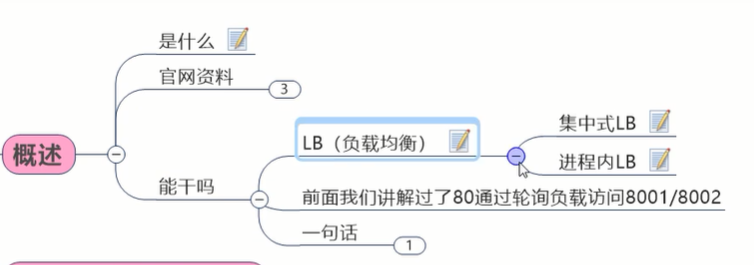 是什么
官网资料
3
概述
能干吗
LB（负载均衡）
集中式LB
进程内LB
前面我们讲解过了80通过轮询负载访问8001/8002
一句话
1